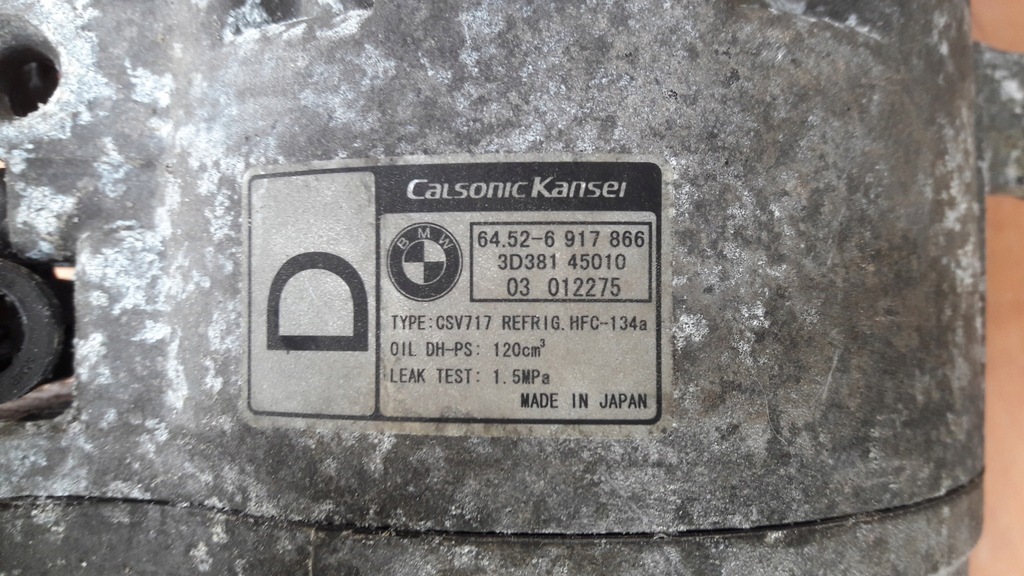 D
Calsonic Kansei
BMW
64.52-6 917 866
3D381 45010
03 012275
TYPE:CSV717 REFRIG.HFC-134a
OIL DH-PS: 120cm³
LEAK TEST: 1.5MPa
MADE IN JAPAN